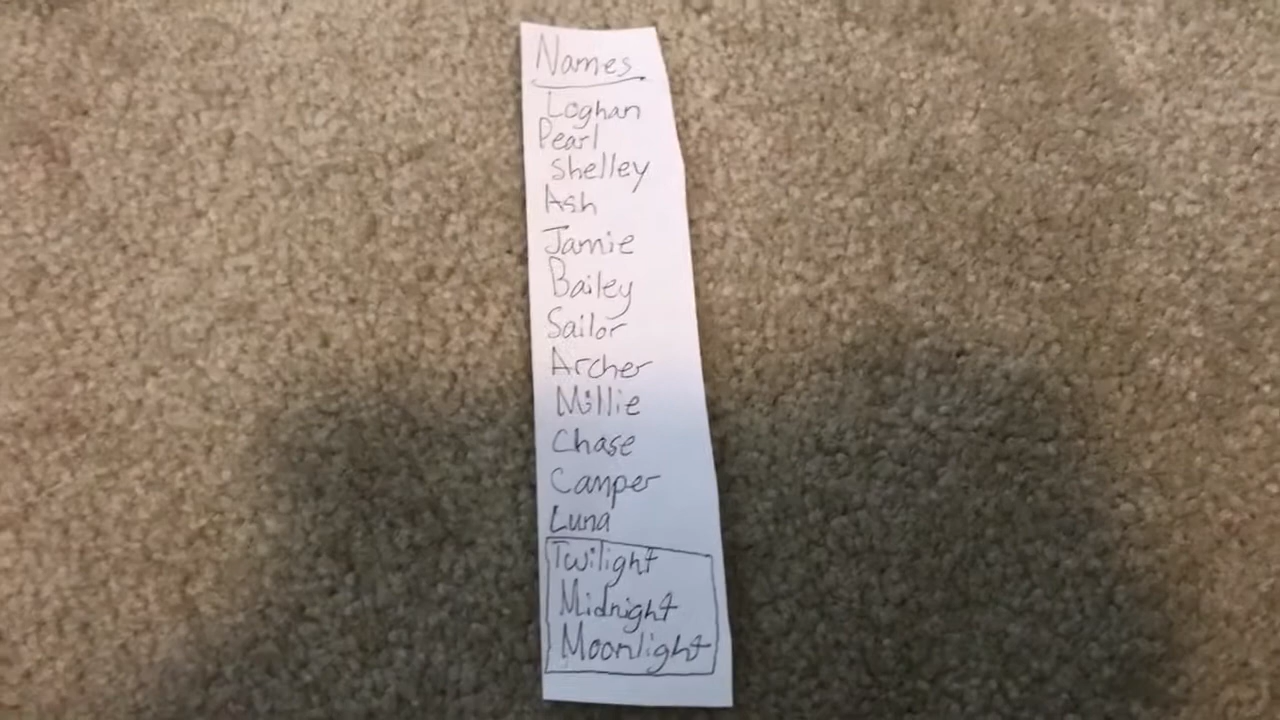 Names
Loghan
Pearl
Shelley
Ash
Jamie
Bailey
Sailor
Archer
Millie
Chase
Camper
Luna
Twilight
Midnight
Moonlight